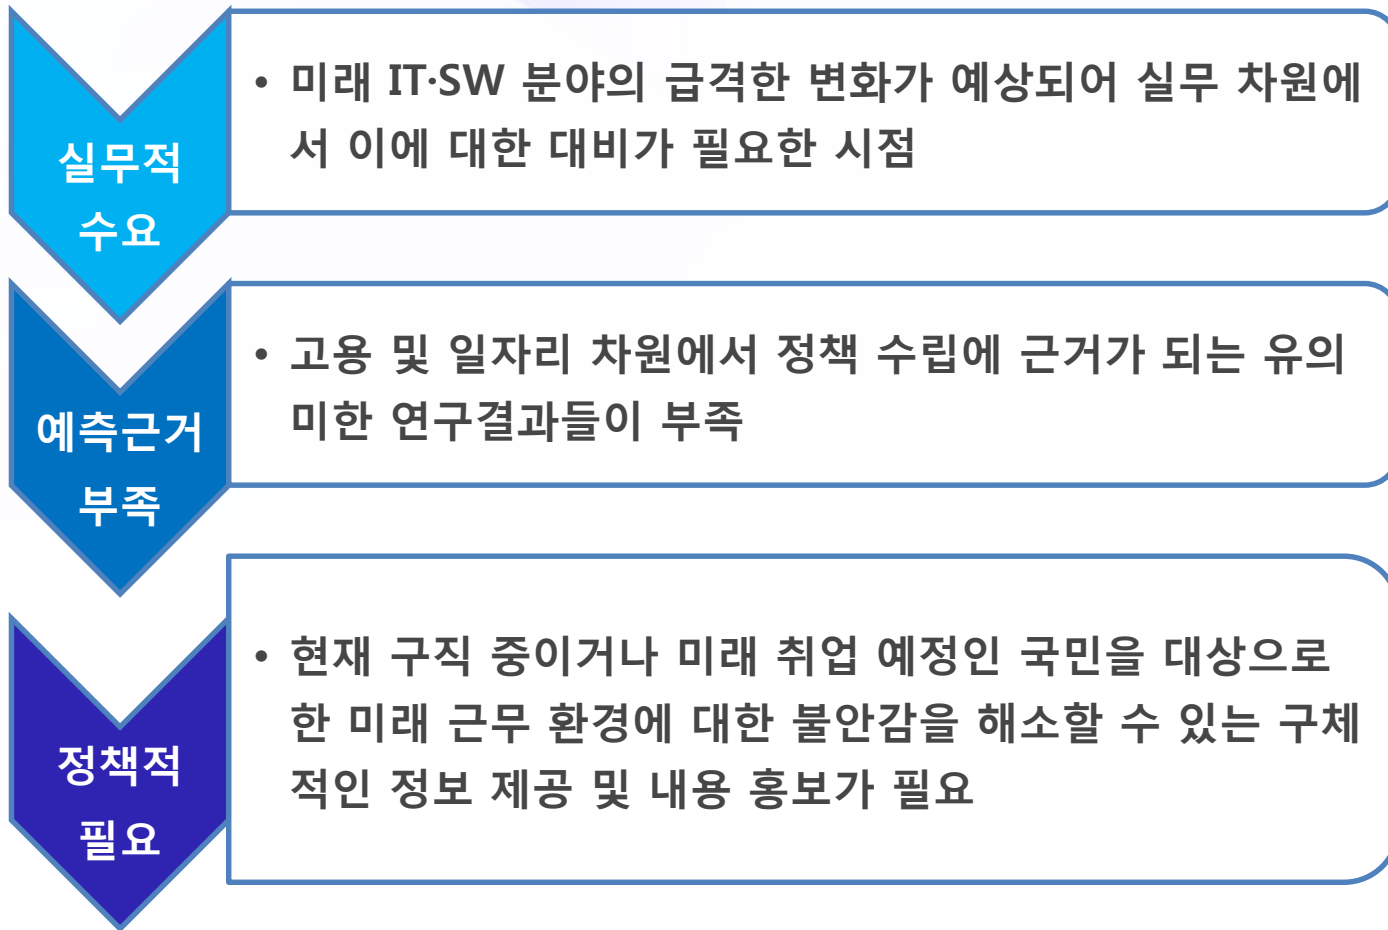 실무적
수요
• 미래 IT·SW 분야의 급격한 변화가 예상되어 실무 차원에
서 이에 대한 대비가 필요한 시점
예측근거
부족
• 고용 및 일자리 차원에서 정책 수립에 근거가 되는 유의
미한 연구결과들이 부족
정책적
필요
• 현재 구직 중이거나 미래 취업 예정인 국민을 대상으로
한 미래 근무 환경에 대한 불안감을 해소할 수 있는 구체
적인 정보 제공 및 내용 홍보가 필요